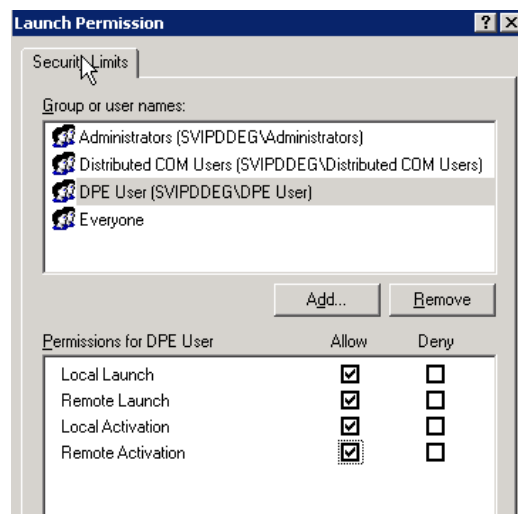 Launch Permission
Security Limits
Group or user names:
Administrators (SVIPDDEG\Administrators)
Distributed COM Users (SVIPDDEG\Distributed COM Users)
DPE User (SVIPDDEG\DPE User)
Everyone
Add... Remove
Permissions for DPE User Allow Deny
Local Launch
Remote Launch
Local Activation
Remote Activation